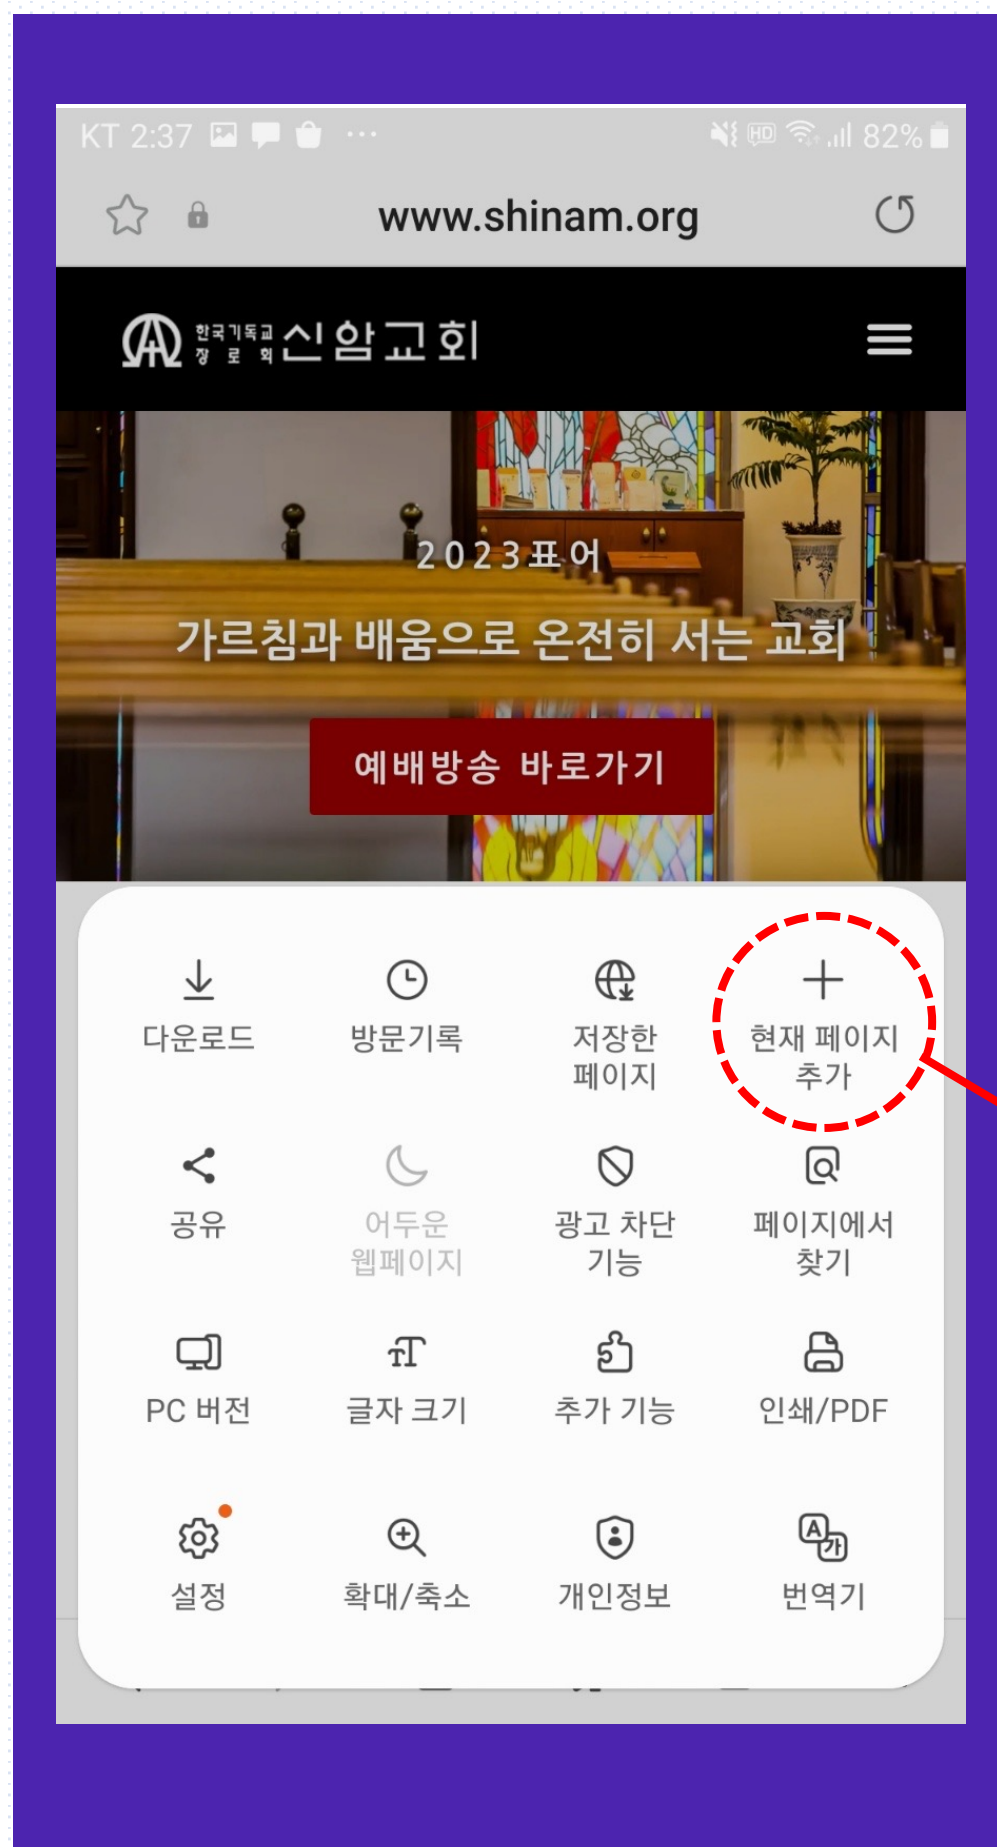 KT 2:37 HD 82%
www.shinam.org
한국기독교
장로회
신암교회
2023표어
가르침과 배움으로 온전히 서는 교회
예배방송 바로가기
다운로드
방문기록
저장한
페이지
현재 페이지
추가
공유
어두운
웹페이지
광고 차단
기능
페이지에서
찾기
PC 버전
글자 크기
추가 기능
인쇄/PDF
설정
확대/축소
개인정보
A가
번역기